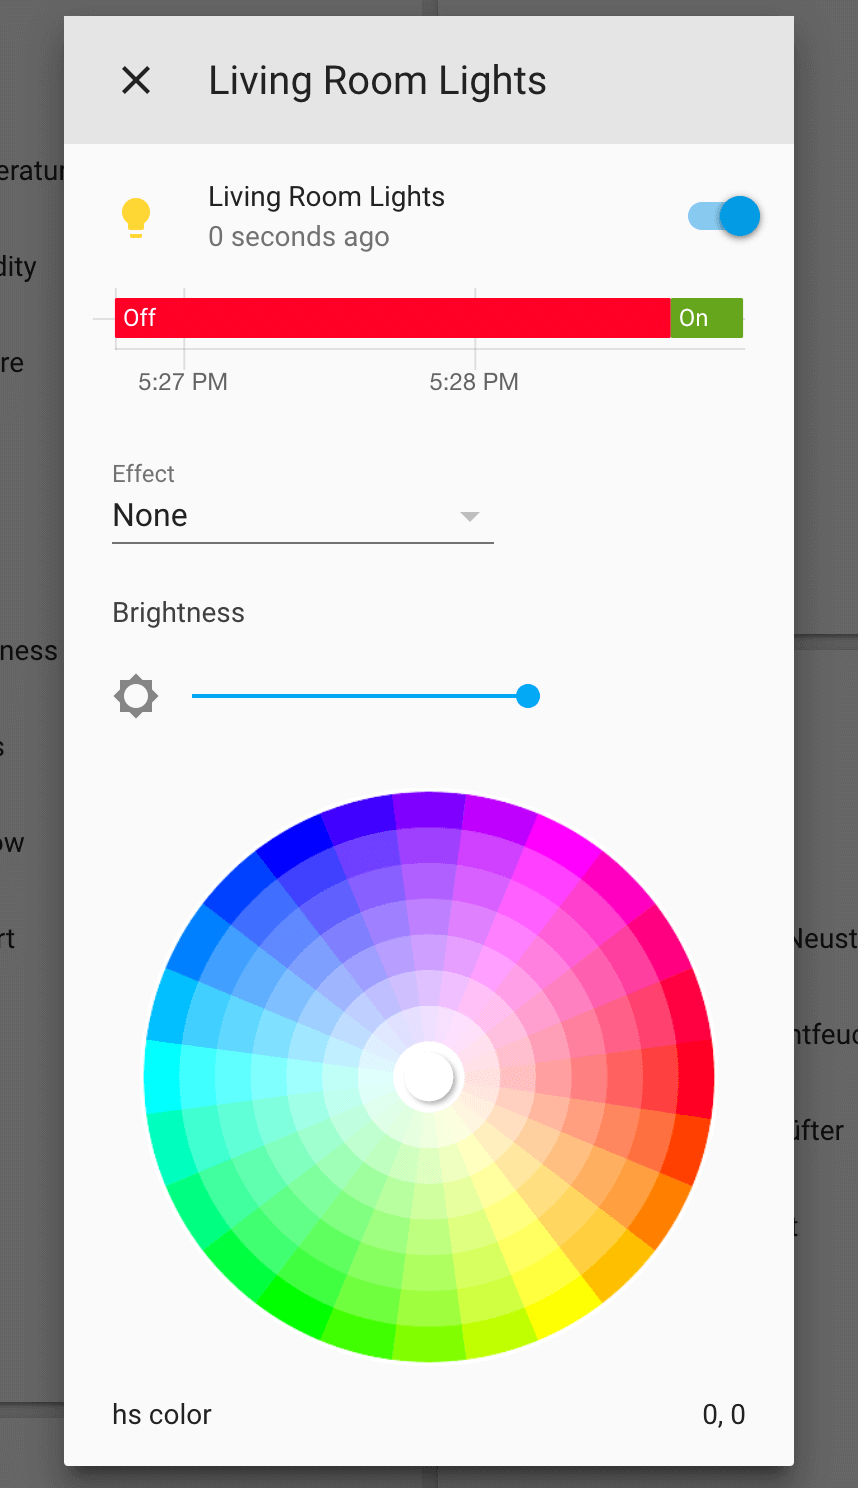 Living Room Lights
Living Room Lights
0 seconds ago
Off
On
5:27 PM
5:28 PM
Effect
None
Brightness
hs color
0, 0
eratur
dity
re
ness
s
ow
rt
Neust
ntfeuc
üfter
t